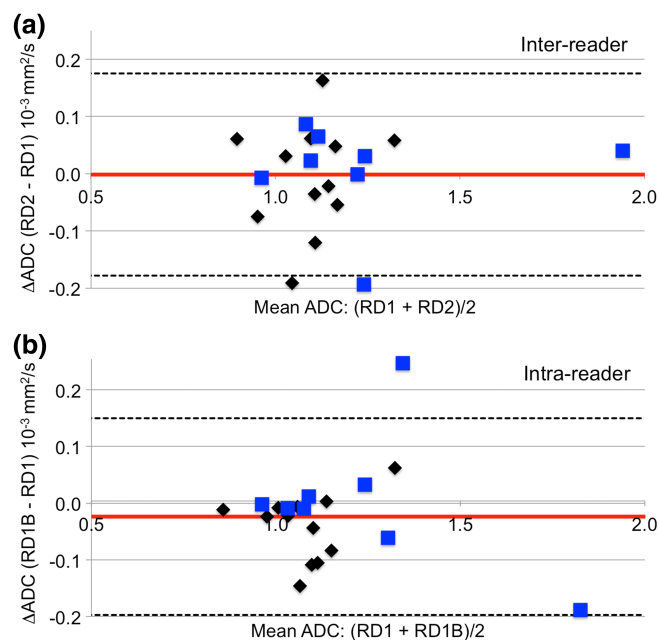 (a)
Inter-reader
ΔADC (RD2 - RD1) 10⁻³ mm²/s
0.2
0.1
0.0
-0.1
-0.2
0.5 1.0 1.5 2.0
Mean ADC: (RD1 + RD2)/2
(b)
Intra-reader
ΔADC (RD1B - RD1) 10⁻³ mm²/s
0.2
0.1
0.0
-0.1
-0.2
0.5 1.0 1.5 2.0
Mean ADC: (RD1 + RD1B)/2